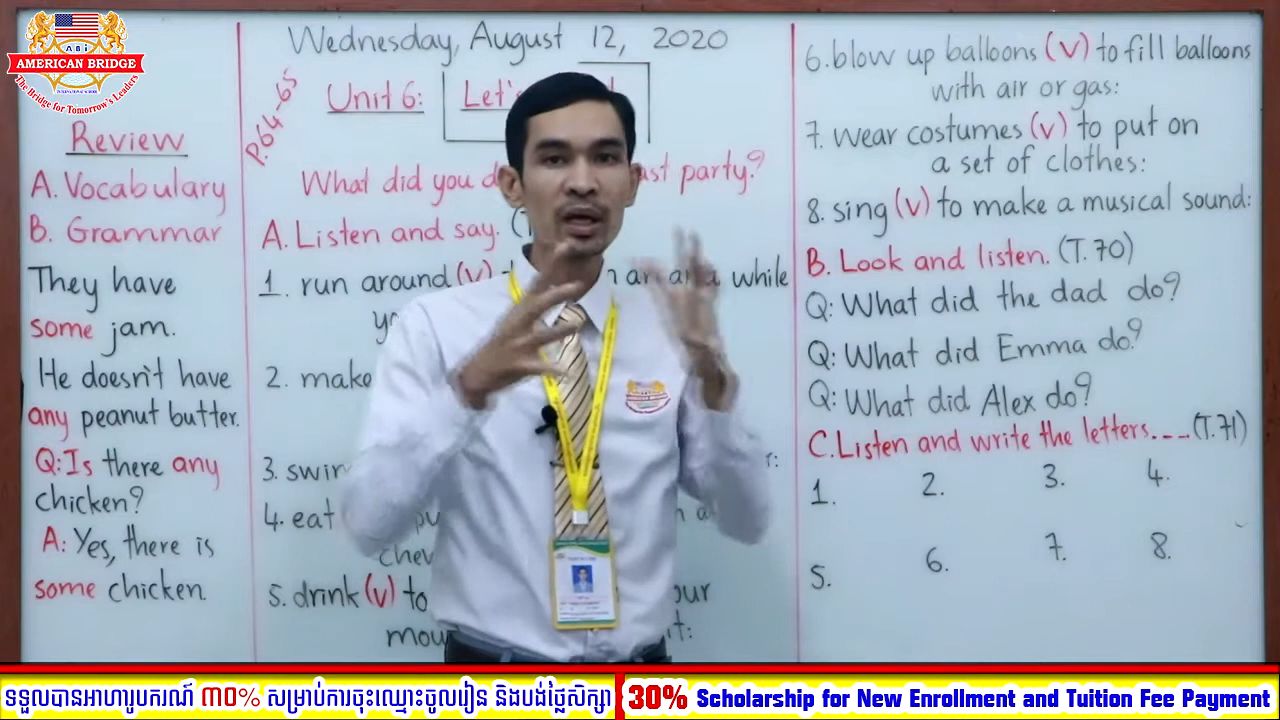 ABi
AMERICAN BRIDGE
INTERNATIONAL SCHOOL
The Bridge for Tomorrow's Leaders
Review
A. Vocabulary
B. Grammar
They have
some jam.
He doesn't have
any peanut butter.
Q: Is there any
chicken?
A: Yes, there is
some chicken.
Wednesday, August 12, 2020
P.64-65
Unit 6:
What did you party?
A. Listen and say.
1. run around (v) while
2. make
3.
4. eat
5. drink (v) to
6. blow up balloons (v) to fill balloons
with air or gas:
7. wear costumes (v) to put on
a set of clothes:
8. sing (v) to make a musical sound:
B. Look and listen. (T.70)
Q: What did the dad do?
Q: What did Emma do?
Q: What did Alex do?
C. Listen and write the letters....(T.71)
1. 2. 3. 4.
5. 6. 7. 8.
AMERICAN BRIDGE
ទទួលបានអាហារូបករណ៍ ៣០% សម្រាប់ការចុះឈ្មោះចូលរៀន និងបង់ថ្លៃសិក្សា
30% Scholarship for New Enrollment and Tuition Fee Payment